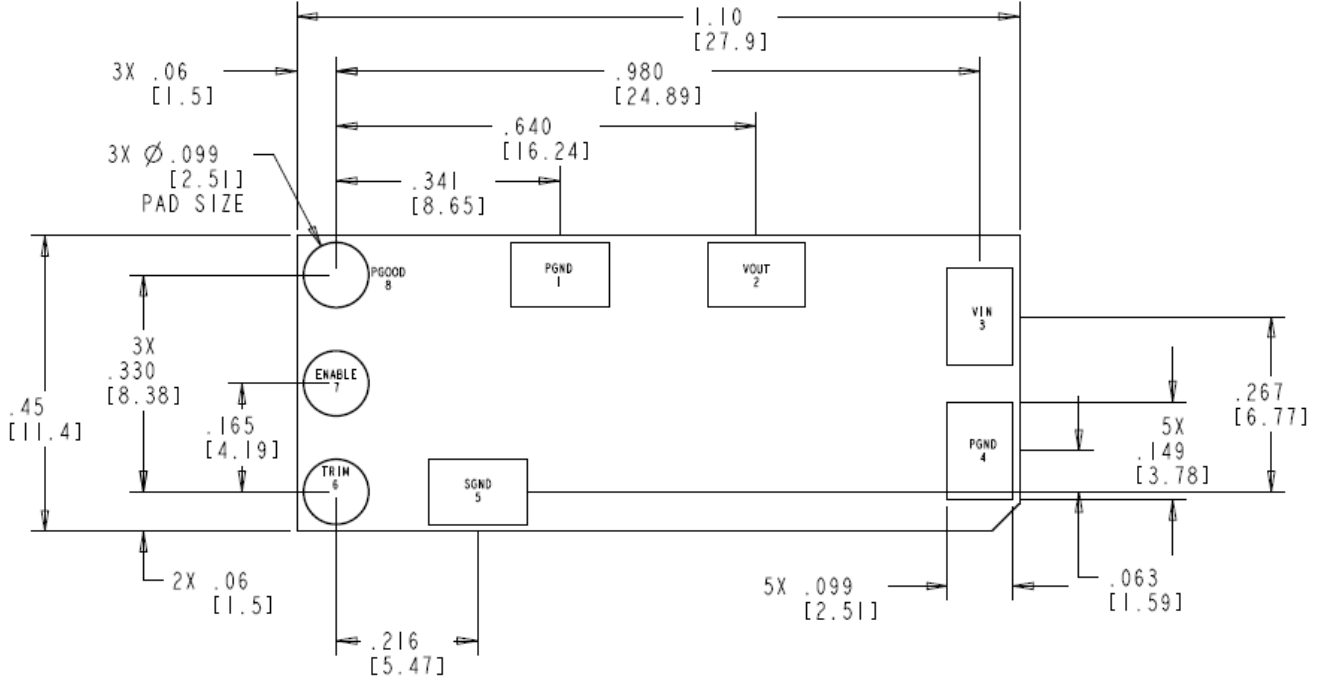 1.10
[27.9]
3X .06
[1.5]
.980
[24.89]
.640
[16.24]
3X Ø .099
[2.51]
PAD SIZE
.341
[8.65]
PGOOD
8
PGND
1
VOUT
2
VIN
3
3X
.330
[8.38]
ENABLE
7
.45
[11.4]
.165
[4.19]
.267
[6.77]
5X
.149
[3.78]
PGND
4
TRIM
6
SGND
5
2X .06
[1.5]
5X .099
[2.51]
.063
[1.59]
.216
[5.47]